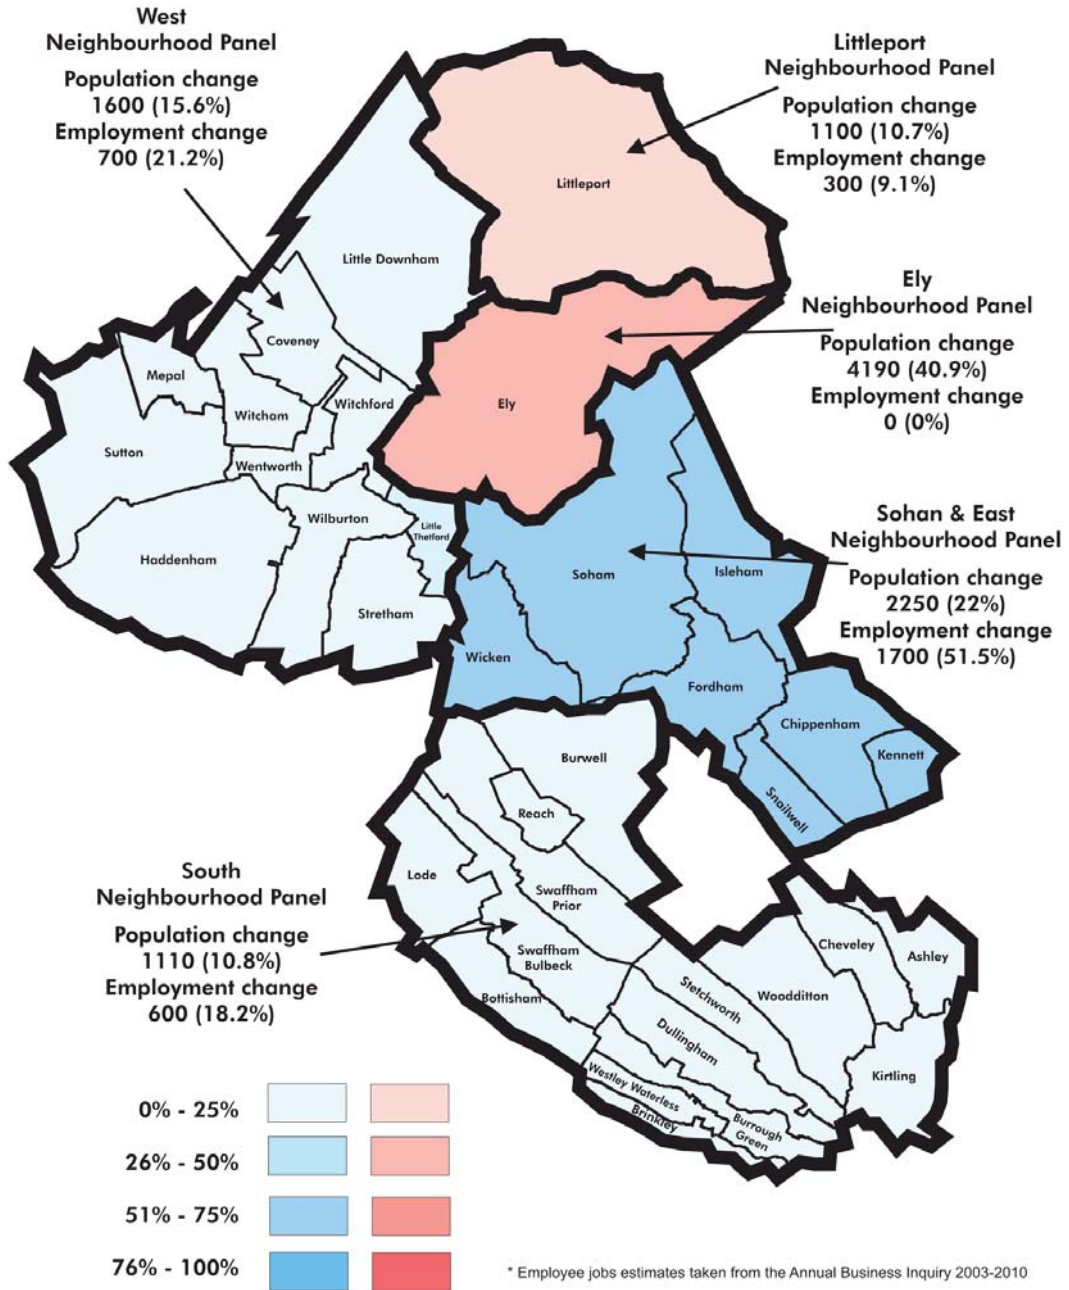 West
Neighbourhood Panel
Population change
1600 (15.6%)
Employment change
700 (21.2%)
Littleport
Neighbourhood Panel
Population change
1100 (10.7%)
Employment change
300 (9.1%)
Littleport
Little Downham
Ely
Neighbourhood Panel
Population change
4190 (40.9%)
Employment change
0 (0%)
Coveney
Mepal
Witcham
Witchford
Ely
Sutton
Wentworth
Wilburton
Little
Thetford
Haddenham
Stretham
Sohan & East
Neighbourhood Panel
Population change
2250 (22%)
Employment change
1700 (51.5%)
Soham
Isleham
Wicken
Fordham
Chippenham
Kennett
Snailwell
Burwell
Reach
Lode
Swaffham
Prior
South
Neighbourhood Panel
Population change
1110 (10.8%)
Employment change
600 (18.2%)
Swaffham
Bulbeck
Bottisham
Cheveley
Ashley
Woodditton
Stetchworth
Dullingham
Kirtling
Westley Waterless
Brinkley
Burrough
Green
0% - 25%
26% - 50%
51% - 75%
76% - 100%
* Employee jobs estimates taken from the Annual Business Inquiry 2003-2010